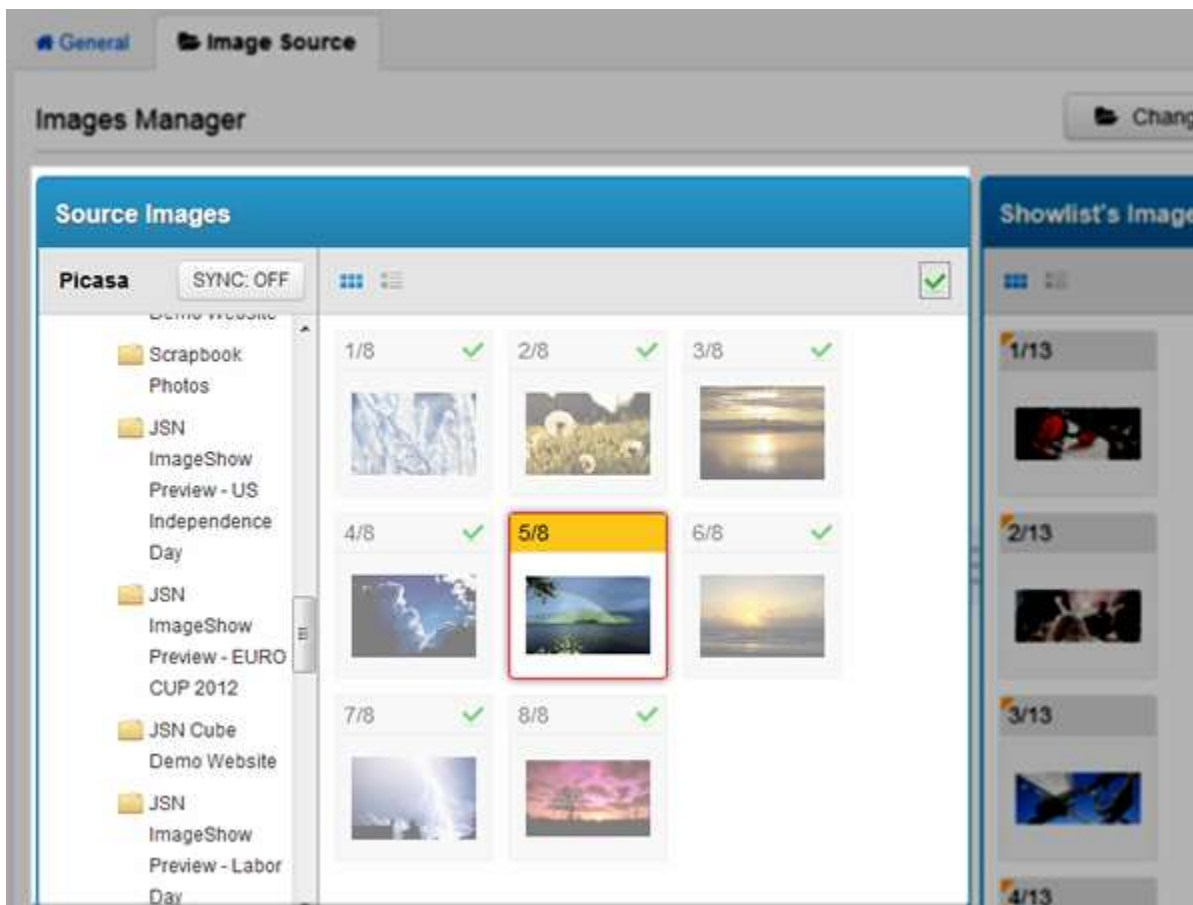 General Image Source
Images Manager
Chang
Source Images
Showlist's Image
Picasa SYNC: OFF
Demo Website
Scrapbook
Photos
JSN
ImageShow
Preview - US
Independence
Day
JSN
ImageShow
Preview - EURO
CUP 2012
JSN Cube
Demo Website
JSN
ImageShow
Preview - Labor
Day
1/8 2/8 3/8
4/8 5/8 6/8
7/8 8/8
1/13
2/13
3/13
4/13